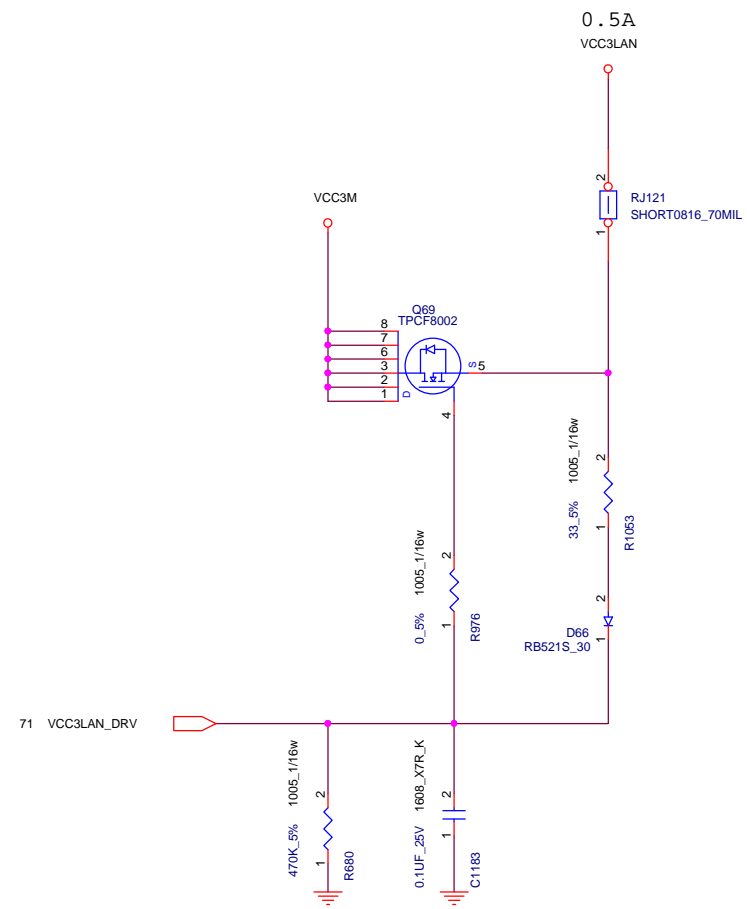 0.5A
VCC3LAN
2
RJ121
SHORT0816_70MIL
1
VCC3M
Q69
TPCF8002
8
7
6
3
2
1
D
S
5
4
1005_1/16w
33_5%
2
1
R1053
1005_1/16w
0_5%
2
1
R976
2
D66
RB521S_30
1
71 VCC3LAN_DRV
1005_1/16w
470K_5%
2
1
R680
1608_X7R_K
0.1UF_25V
2
1
C1183